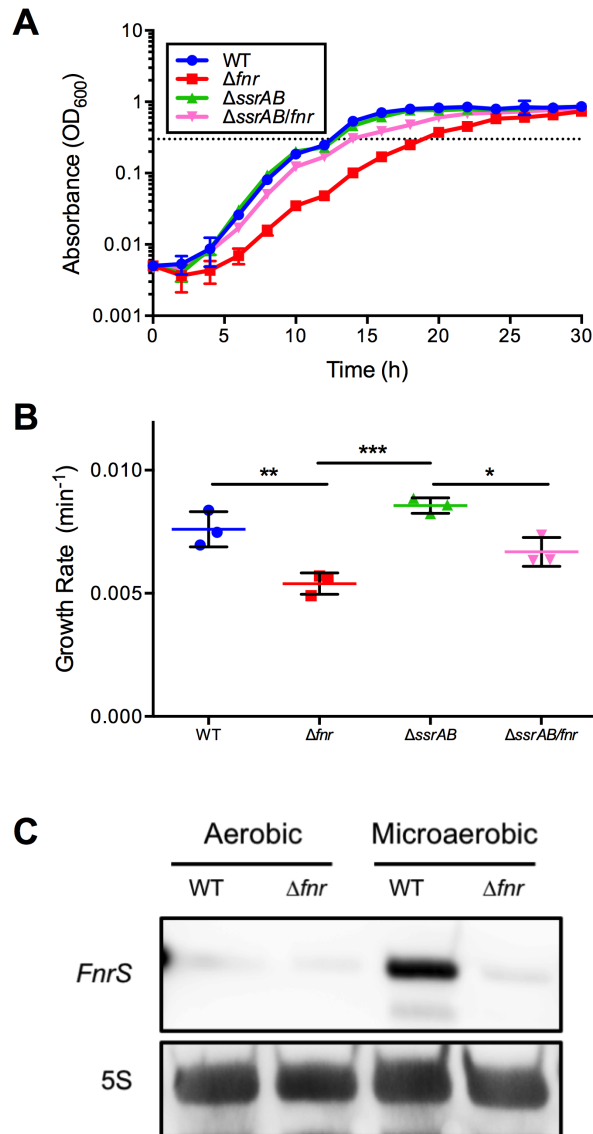 A
Absorbance (OD600)
10
1
0.1
0.01
0.001
WT
Δfnr
ΔssrAB
ΔssrAB/fnr
0 5 10 15 20 25 30
Time (h)
B
Growth Rate (min-1)
0.010
0.005
0.000
** *** *
WT Δfnr ΔssrAB ΔssrAB/fnr
C
Aerobic Microaerobic
WT Δfnr WT Δfnr
FnrS
5S